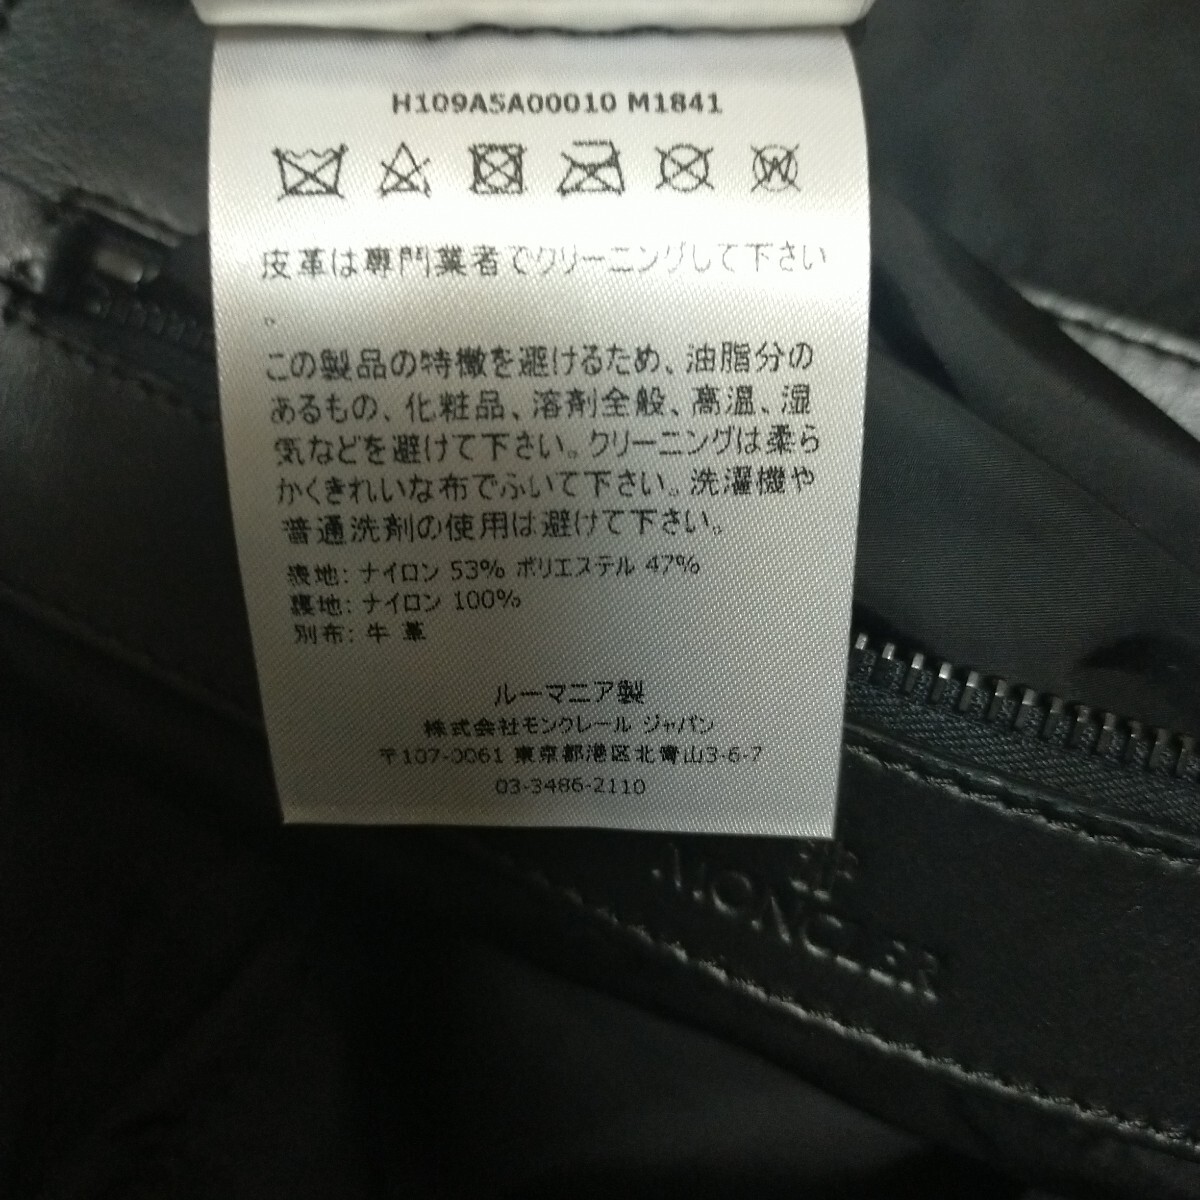 H109A5A00010 M1841
W
皮革は専門業者でクリーニングして下さい
。
この製品の特徴を避けるため、油脂分の
あるもの、化粧品、溶剤全般、高温、湿
気などを避けて下さい。クリーニングは柔ら
かくきれいな布でふいて下さい。洗濯機や
普通洗剤の使用は避けて下さい。
表地: ナイロン 53% ポリエステル 47%
裏地: ナイロン 100%
別布: 牛 革
ルーマニア製
株式会社モンクレール ジャパン
〒107-0061 東京都港区北青山3-6-7
03-3486-2110
MONCLER